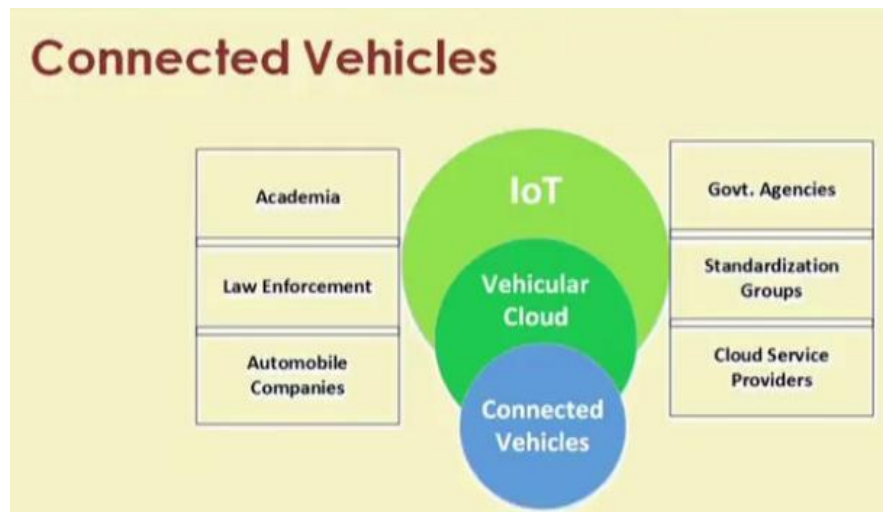 Connected Vehicles
Academia
Law Enforcement
Automobile
Companies
IoT
Vehicular
Cloud
Connected
Vehicles
Govt. Agencies
Standardization
Groups
Cloud Service
Providers